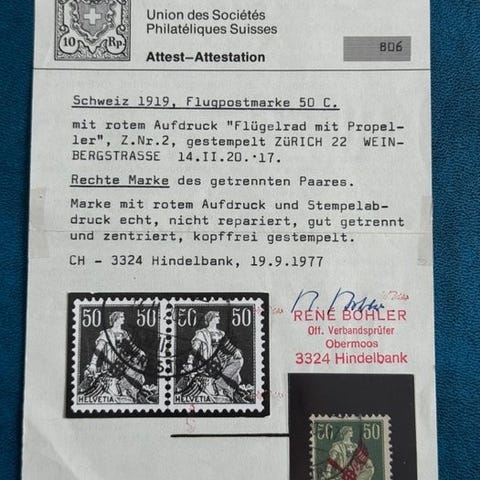 Union des Sociétés
Philatéliques Suisses
10 Rp
Attest-Attestation
806
Schweiz 1919, Flugpostmarke 50 C.
mit rotem Aufdruck "Flügelrad mit Propel-
ler", Z.Nr.2, gestempelt ZüRICH 22 WEIN-
BERGSTRASSE 14.II.20.-17.
Rechte Marke des getrennten Paares.
Marke mit rotem Aufdruck und Stempelab-
druck echt, nicht repariert, gut getrennt
und zentriert, kopffrei gestempelt.
CH - 3324 Hindelbank, 19.9.1977
RENÉ BÜHLER
Off. Verbandsprüfer
Obermoos
3324 Hindelbank
50 50 50 50
HELVETIA HELVETIA
50 50